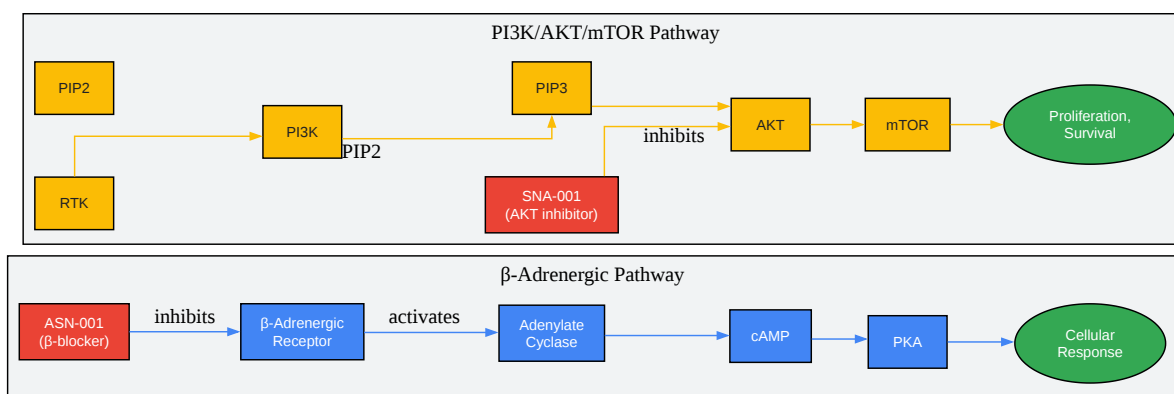 PI3K/AKT/mTOR Pathway
PIP2
PIP3
PI3K
PIP2
inhibits
AKT
mTOR
Proliferation,
Survival
RTK
SNA-001
(AKT inhibitor)
β-Adrenergic Pathway
ASN-001
(β-blocker)
inhibits
β-Adrenergic
Receptor
activates
Adenylate
Cyclase
cAMP
PKA
Cellular
Response